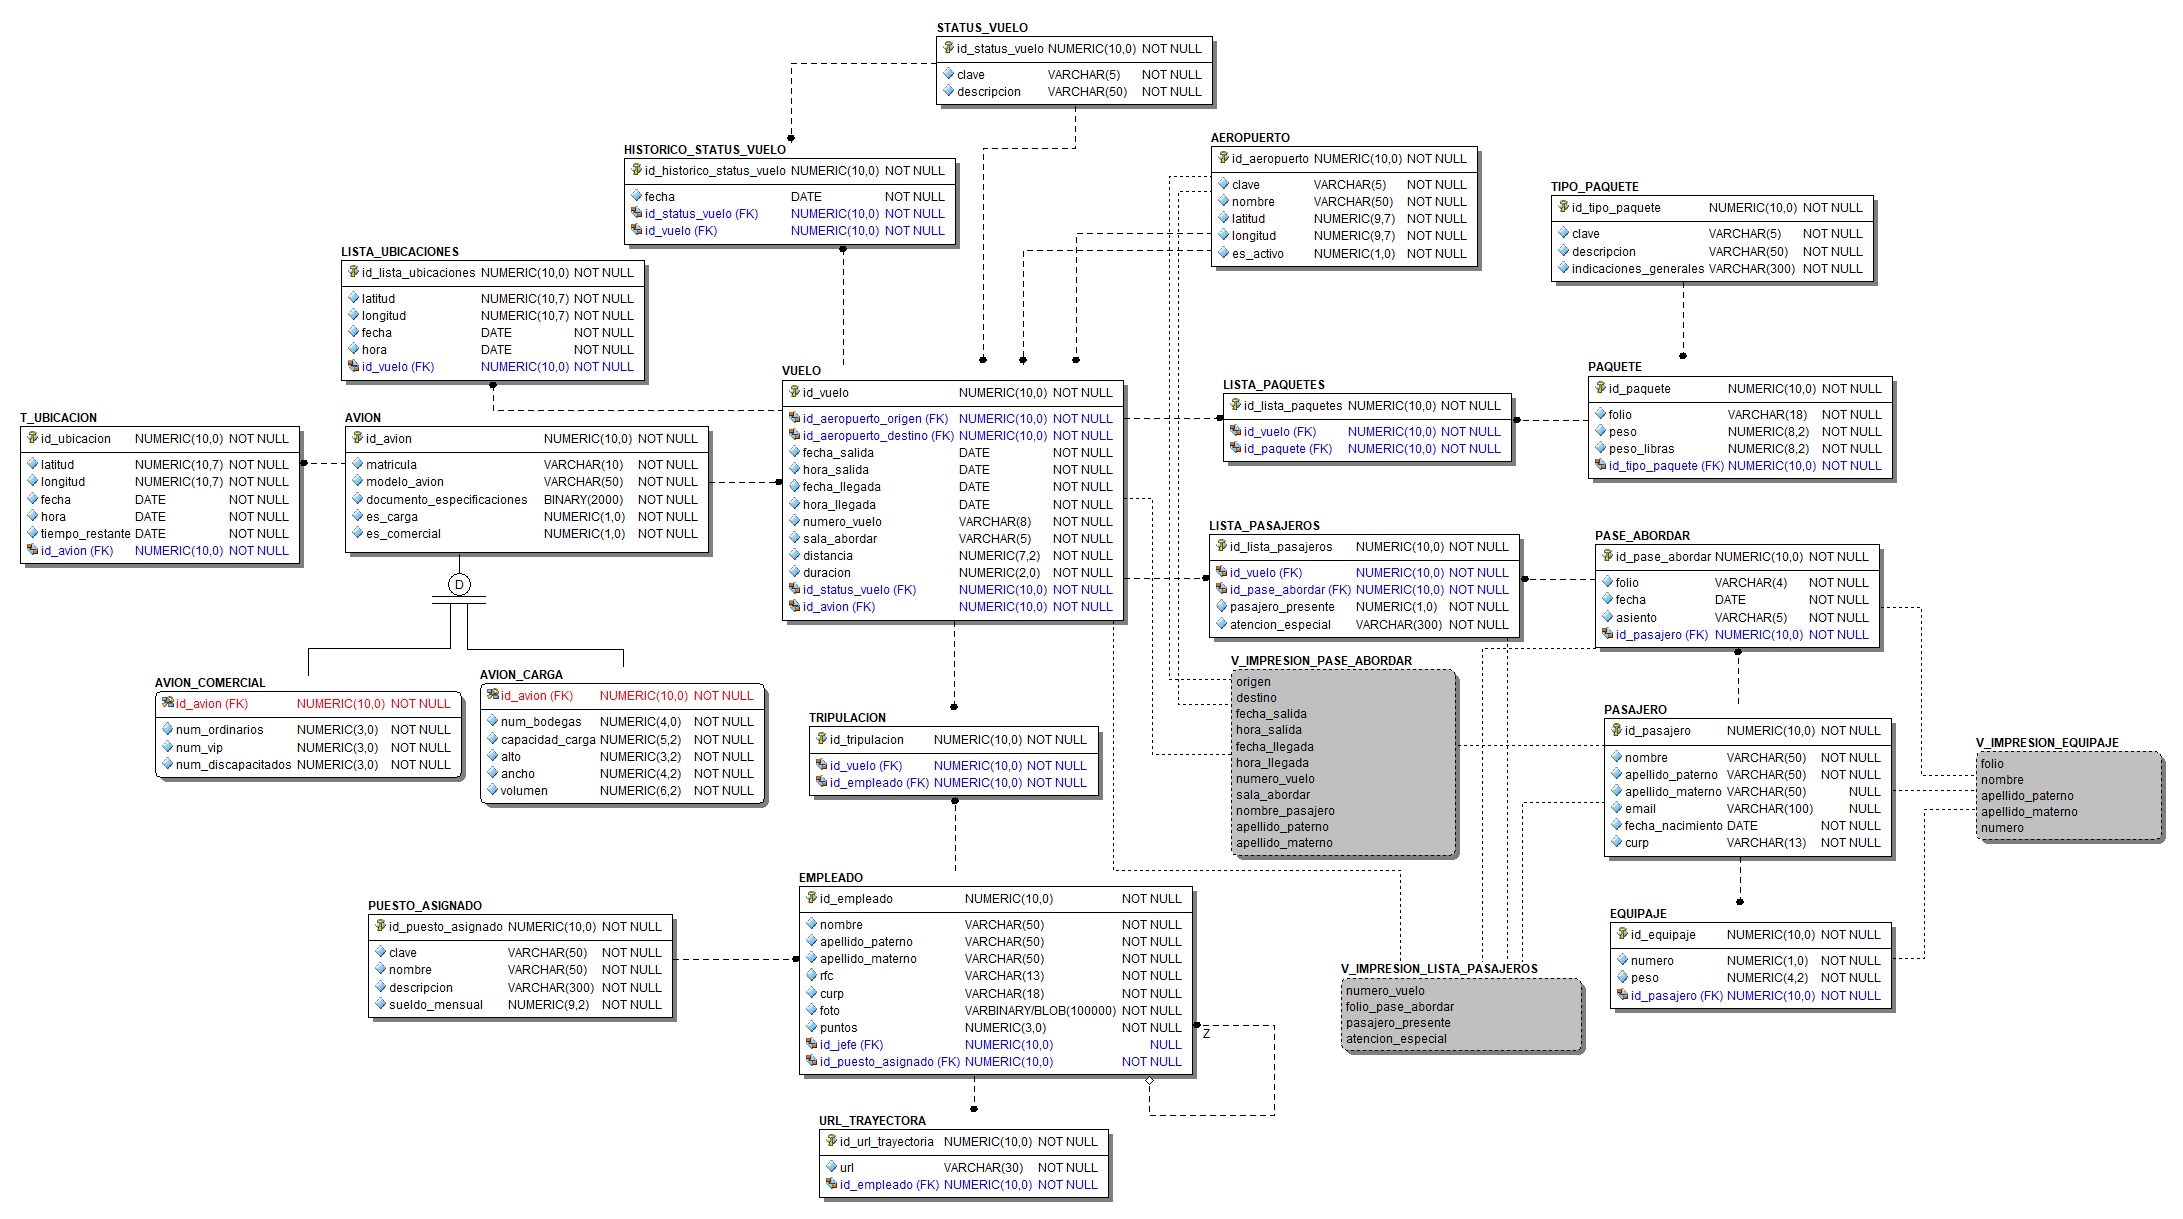 STATUS_VUELO
id_status_vuelo NUMERIC(10,0) NOT NULL
clave VARCHAR(5) NOT NULL
descripcion VARCHAR(50) NOT NULL
HISTORICO_STATUS_VUELO
id_historico_status_vuelo NUMERIC(10,0) NOT NULL
fecha DATE NOT NULL
id_status_vuelo (FK) NUMERIC(10,0) NOT NULL
id_vuelo (FK) NUMERIC(10,0) NOT NULL
AEROPUERTO
id_aeropuerto NUMERIC(10,0) NOT NULL
clave VARCHAR(5) NOT NULL
nombre VARCHAR(50) NOT NULL
latitud NUMERIC(9,7) NOT NULL
longitud NUMERIC(9,7) NOT NULL
es_activo NUMERIC(1,0) NOT NULL
TIPO_PAQUETE
id_tipo_paquete NUMERIC(10,0) NOT NULL
clave VARCHAR(5) NOT NULL
descripcion VARCHAR(50) NOT NULL
indicaciones_generales VARCHAR(300) NOT NULL
LISTA_UBICACIONES
id_lista_ubicaciones NUMERIC(10,0) NOT NULL
latitud NUMERIC(10,7) NOT NULL
longitud NUMERIC(10,7) NOT NULL
fecha DATE NOT NULL
hora DATE NOT NULL
id_vuelo (FK) NUMERIC(10,0) NOT NULL
T_UBICACION
id_ubicacion NUMERIC(10,0) NOT NULL
latitud NUMERIC(10,7) NOT NULL
longitud NUMERIC(10,7) NOT NULL
fecha DATE NOT NULL
hora DATE NOT NULL
tiempo_restante DATE NOT NULL
id_avion (FK) NUMERIC(10,0) NOT NULL
AVION
id_avion NUMERIC(10,0) NOT NULL
matricula VARCHAR(10) NOT NULL
modelo_avion VARCHAR(50) NOT NULL
documento_especificaciones BINARY(2000) NOT NULL
es_carga NUMERIC(1,0) NOT NULL
es_comercial NUMERIC(1,0) NOT NULL
D
VUELO
id_vuelo NUMERIC(10,0) NOT NULL
id_aeropuerto_origen (FK) NUMERIC(10,0) NOT NULL
id_aeropuerto_destino (FK) NUMERIC(10,0) NOT NULL
fecha_salida DATE NOT NULL
hora_salida DATE NOT NULL
fecha_llegada DATE NOT NULL
hora_llegada DATE NOT NULL
numero_vuelo VARCHAR(8) NOT NULL
sala_abordar VARCHAR(5) NOT NULL
distancia NUMERIC(7,2) NOT NULL
duracion NUMERIC(2,0) NOT NULL
id_status_vuelo (FK) NUMERIC(10,0) NOT NULL
id_avion (FK) NUMERIC(10,0) NOT NULL
LISTA_PAQUETES
id_lista_paquetes NUMERIC(10,0) NOT NULL
id_vuelo (FK) NUMERIC(10,0) NOT NULL
id_paquete (FK) NUMERIC(10,0) NOT NULL
PAQUETE
id_paquete NUMERIC(10,0) NOT NULL
folio VARCHAR(18) NOT NULL
peso NUMERIC(8,2) NOT NULL
peso_libras NUMERIC(8,2) NOT NULL
id_tipo_paquete (FK) NUMERIC(10,0) NOT NULL
LISTA_PASAJEROS
id_lista_pasajeros NUMERIC(10,0) NOT NULL
id_vuelo (FK) NUMERIC(10,0) NOT NULL
id_pase_abordar (FK) NUMERIC(10,0) NOT NULL
pasajero_presente NUMERIC(1,0) NOT NULL
atencion_especial VARCHAR(300) NOT NULL
PASE_ABORDAR
id_pase_abordar NUMERIC(10,0) NOT NULL
folio VARCHAR(4) NOT NULL
fecha DATE NOT NULL
asiento VARCHAR(5) NOT NULL
id_pasajero (FK) NUMERIC(10,0) NOT NULL
AVION_COMERCIAL
id_avion (FK) NUMERIC(10,0) NOT NULL
num_ordinarios NUMERIC(3,0) NOT NULL
num_vip NUMERIC(3,0) NOT NULL
num_discapacitados NUMERIC(3,0) NOT NULL
AVION_CARGA
id_avion (FK) NUMERIC(10,0) NOT NULL
num_bodegas NUMERIC(4,0) NOT NULL
capacidad_carga NUMERIC(5,2) NOT NULL
alto NUMERIC(3,2) NOT NULL
ancho NUMERIC(4,2) NOT NULL
volumen NUMERIC(6,2) NOT NULL
TRIPULACION
id_tripulacion NUMERIC(10,0) NOT NULL
id_vuelo (FK) NUMERIC(10,0) NOT NULL
id_empleado (FK) NUMERIC(10,0) NOT NULL
V_IMPRESION_PASE_ABORDAR
origen
destino
fecha_salida
hora_salida
fecha_llegada
hora_llegada
numero_vuelo
sala_abordar
nombre_pasajero
apellido_paterno
apellido_materno
PASAJERO
id_pasajero NUMERIC(10,0) NOT NULL
nombre VARCHAR(50) NOT NULL
apellido_paterno VARCHAR(50) NOT NULL
apellido_materno VARCHAR(50) NULL
email VARCHAR(100) NULL
fecha_nacimiento DATE NOT NULL
curp VARCHAR(13) NOT NULL
V_IMPRESION_EQUIPAJE
folio
nombre
apellido_paterno
apellido_materno
numero
PUESTO_ASIGNADO
id_puesto_asignado NUMERIC(10,0) NOT NULL
clave VARCHAR(50) NOT NULL
nombre VARCHAR(50) NOT NULL
descripcion VARCHAR(300) NOT NULL
sueldo_mensual NUMERIC(9,2) NOT NULL
EMPLEADO
id_empleado NUMERIC(10,0) NOT NULL
nombre VARCHAR(50) NOT NULL
apellido_paterno VARCHAR(50) NOT NULL
apellido_materno VARCHAR(50) NOT NULL
rfc VARCHAR(13) NOT NULL
curp VARCHAR(18) NOT NULL
foto VARBINARY/BLOB(100000) NOT NULL
puntos NUMERIC(3,0) NOT NULL
id_jefe (FK) NUMERIC(10,0) NULL
id_puesto_asignado (FK) NUMERIC(10,0) NOT NULL
Z
V_IMPRESION_LISTA_PASAJEROS
numero_vuelo
folio_pase_abordar
pasajero_presente
atencion_especial
EQUIPAJE
id_equipaje NUMERIC(10,0) NOT NULL
numero NUMERIC(1,0) NOT NULL
peso NUMERIC(4,2) NOT NULL
id_pasajero (FK) NUMERIC(10,0) NOT NULL
URL_TRAYECTORA
id_url_trayectoria NUMERIC(10,0) NOT NULL
url VARCHAR(30) NOT NULL
id_empleado (FK) NUMERIC(10,0) NOT NULL